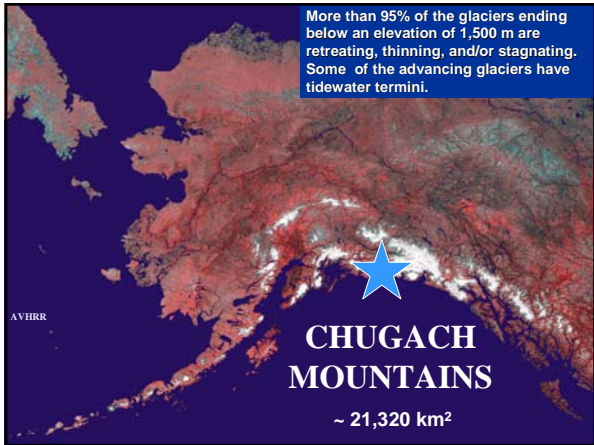 More than 95% of the glaciers ending
below an elevation of 1,500 m are
retreating, thinning, and/or stagnating.
Some of the advancing glaciers have
tidewater termini.
AVHRR
CHUGACH
MOUNTAINS
~ 21,320 km²